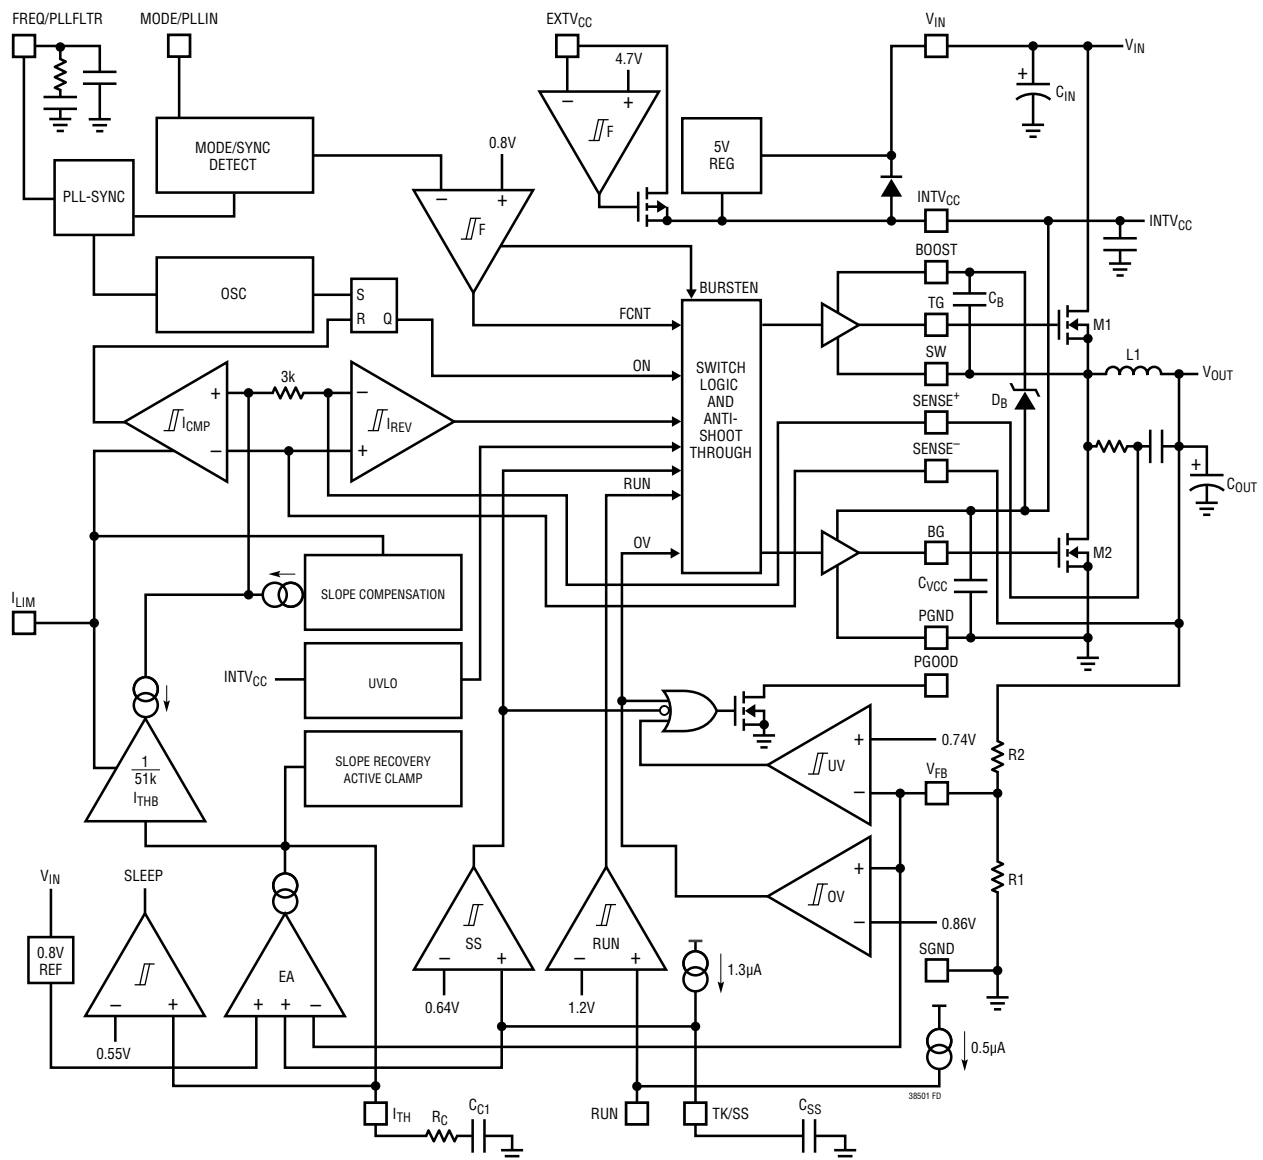 FREQ/PLLFLTR
MODE/PLLIN
EXTVCC
VIN
VIN
4.7V
CIN
F
5V
REG
MODE/SYNC
DETECT
0.8V
PLL-SYNC
F
INTVCC
INTVCC
BOOST
OSC
S
R
Q
BURSTEN
FCNT
TG
CB
M1
ON
SWITCH
LOGIC
AND
ANTI-
SHOOT
THROUGH
SW
L1
VOUT
3k
SENSE+
DB
ICMP
IREV
SENSE–
RUN
COUT
OV
BG
M2
SLOPE COMPENSATION
CVCC
ILIM
PGND
INTVCC
UVLO
PGOOD
0.74V
SLOPE RECOVERY
ACTIVE CLAMP
1
51k
ITHB
UV
VFB
R2
VIN
SLEEP
OV
R1
0.86V
0.8V
REF
EA
SS
RUN
SGND
1.3µA
0.64V
1.2V
0.55V
0.5µA
38501 FD
ITH
RC
CC1
RUN
TK/SS
CSS